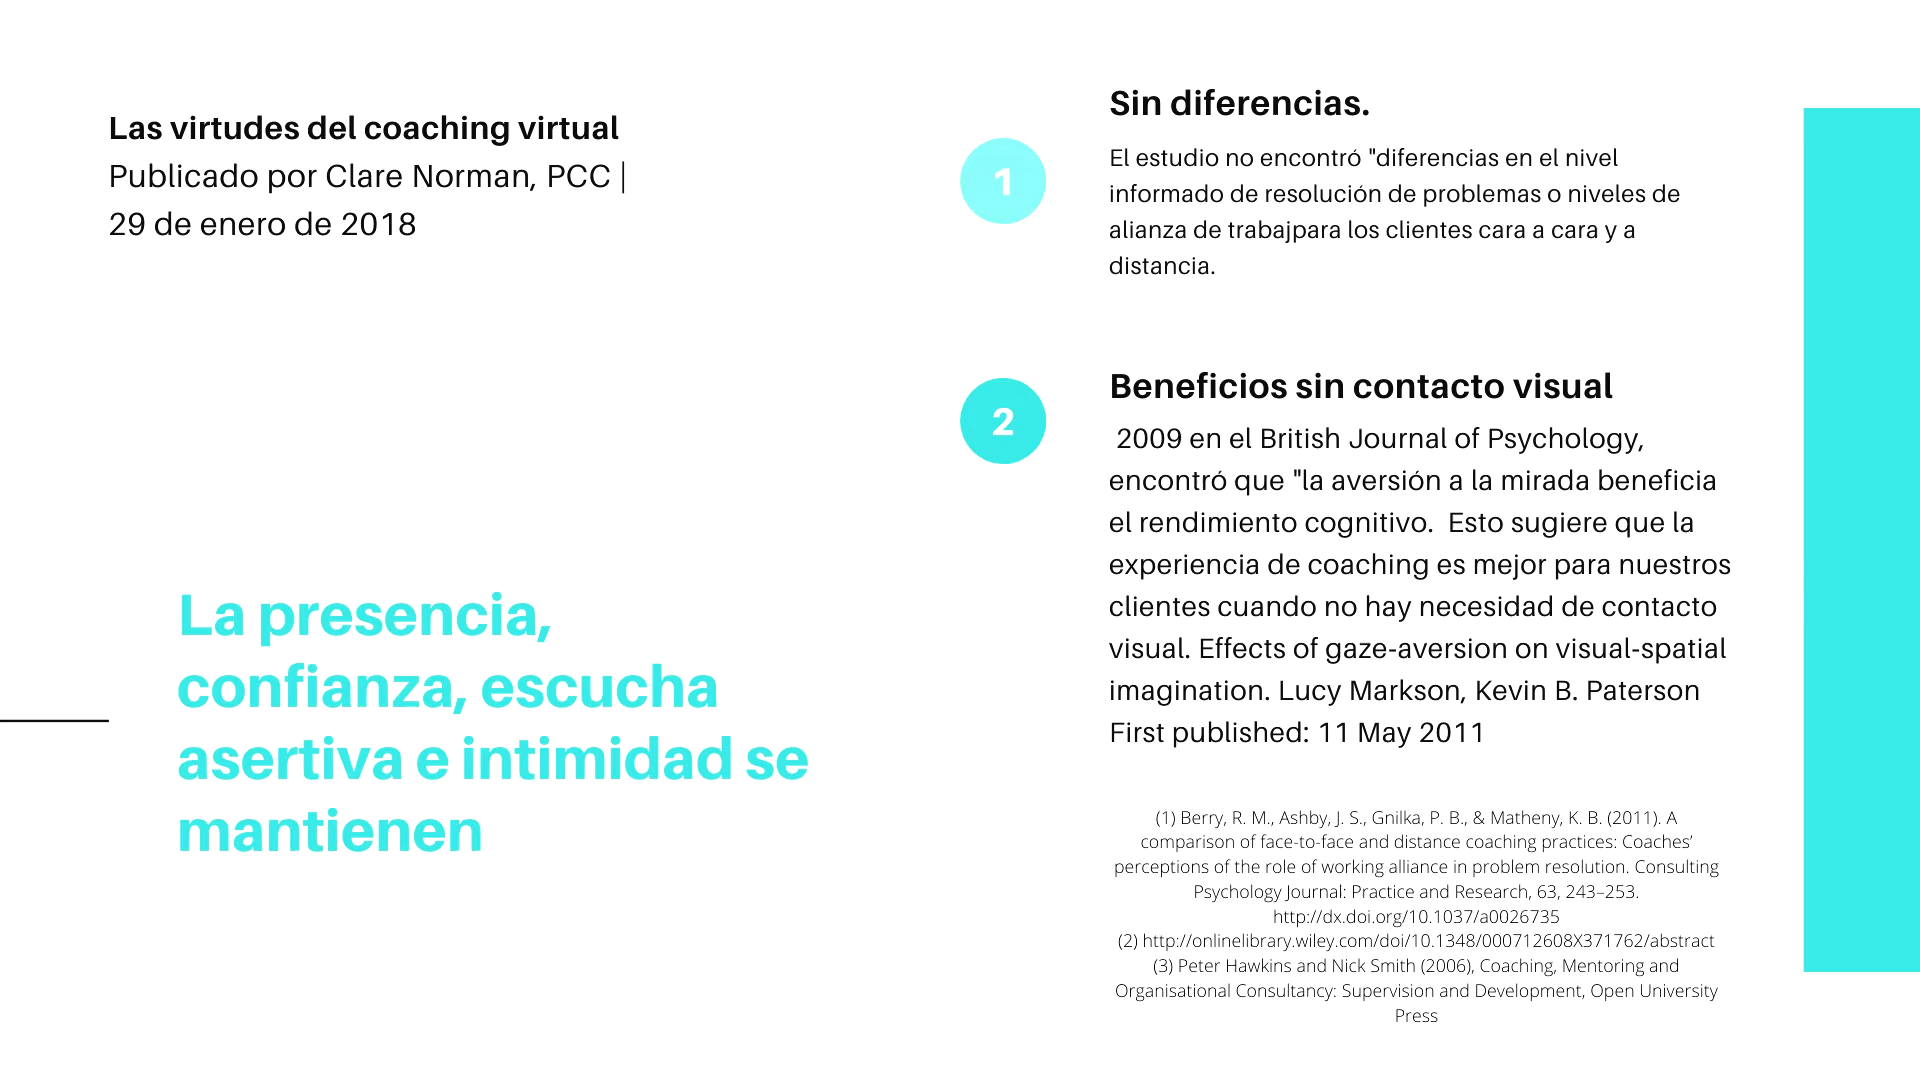 Las virtudes del coaching virtual
Publicado por Clare Norman, PCC |
29 de enero de 2018
La presencia,
confianza, escucha
asertiva e intimidad se
mantienen
1
Sin diferencias.
El estudio no encontró "diferencias en el nivel
informado de resolución de problemas o niveles de
alianza de trabajpara los clientes cara a cara y a
distancia.
2
Beneficios sin contacto visual
2009 en el British Journal of Psychology,
encontró que "la aversión a la mirada beneficia
el rendimiento cognitivo.  Esto sugiere que la
experiencia de coaching es mejor para nuestros
clientes cuando no hay necesidad de contacto
visual. Effects of gaze-aversion on visual-spatial
imagination. Lucy Markson, Kevin B. Paterson
First published: 11 May 2011
(1) Berry, R. M., Ashby, J. S., Gnilka, P. B., & Matheny, K. B. (2011). A
comparison of face-to-face and distance coaching practices: Coaches’
perceptions of the role of working alliance in problem resolution. Consulting
Psychology Journal: Practice and Research, 63, 243–253.
http://dx.doi.org/10.1037/a0026735
(2) http://onlinelibrary.wiley.com/doi/10.1348/000712608X371762/abstract
(3) Peter Hawkins and Nick Smith (2006), Coaching, Mentoring and
Organisational Consultancy: Supervision and Development, Open University
Press